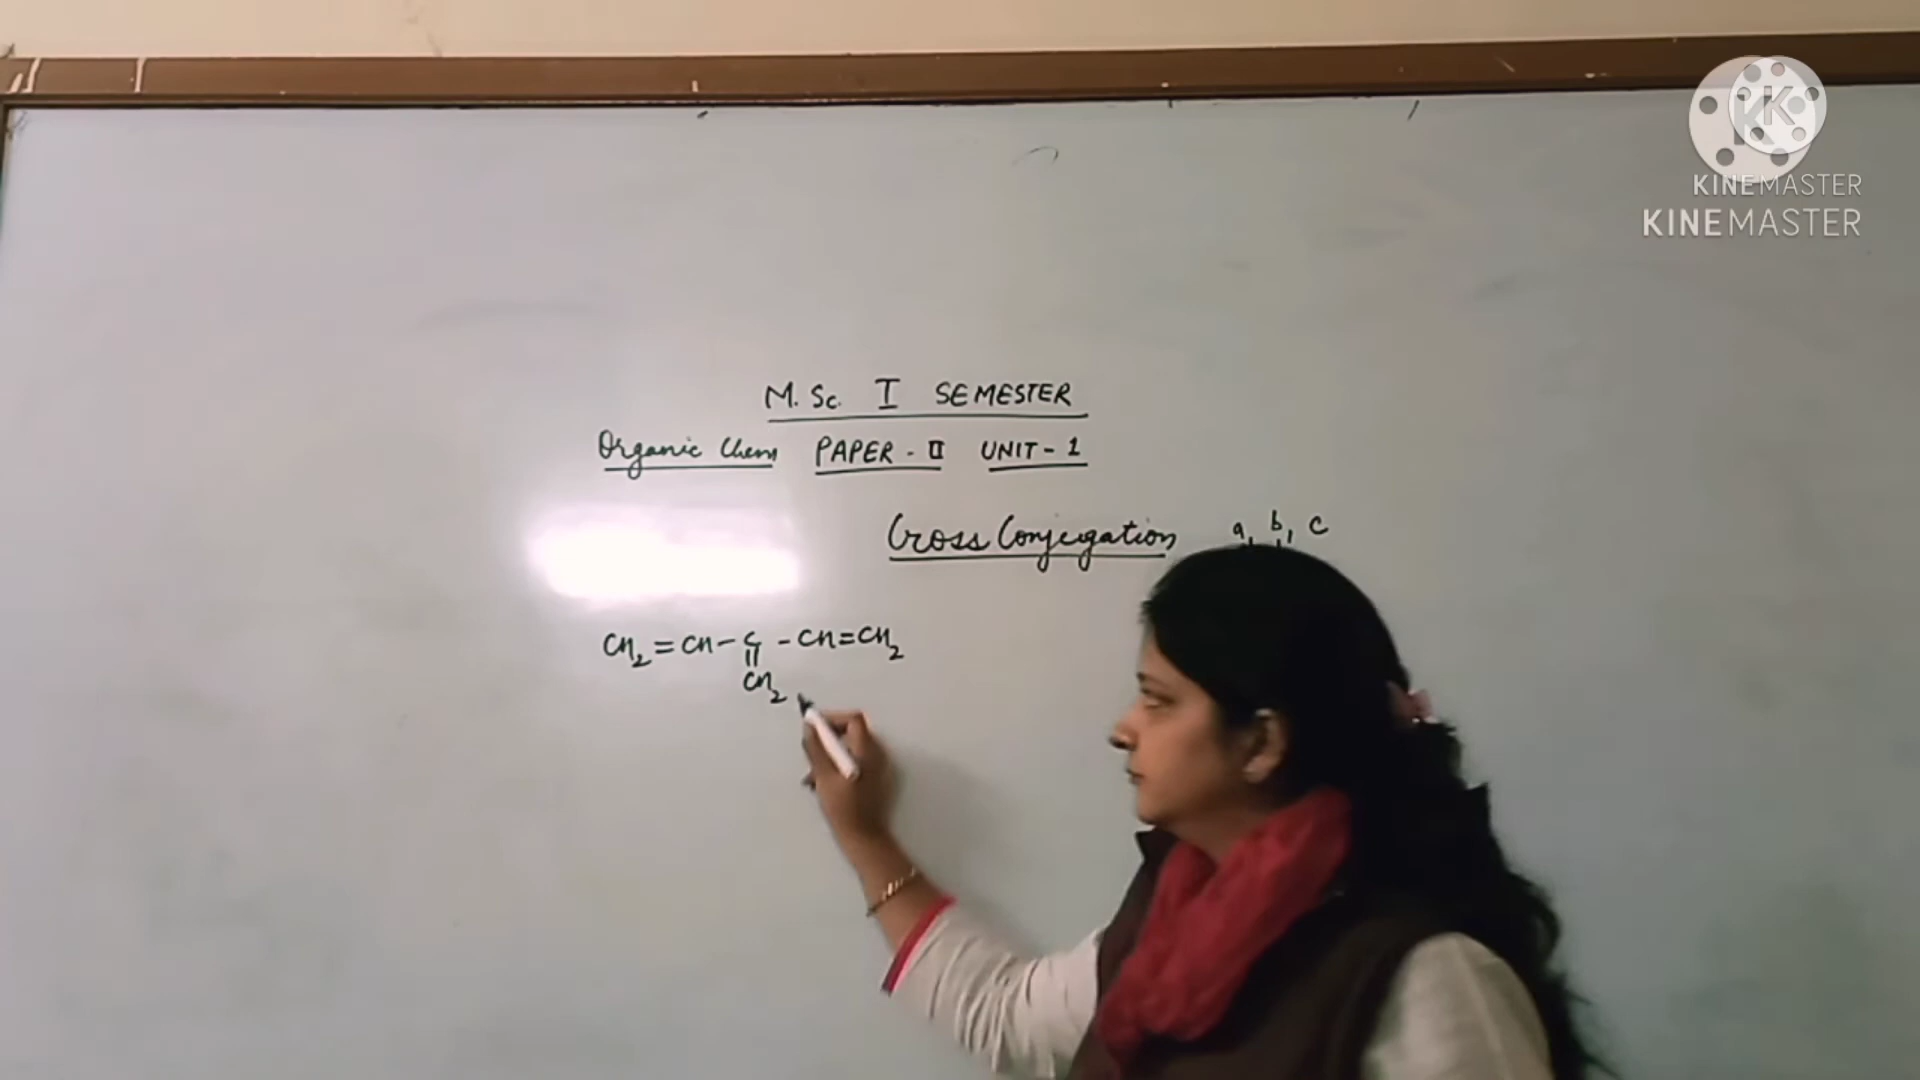 KINEMASTER
KINEMASTER
M. Sc. I SEMESTER
Organic Chem PAPER - II UNIT - 1
Cross Conjugation a, b, c
CH2 = CH - C - CH = CH2
||
CH2